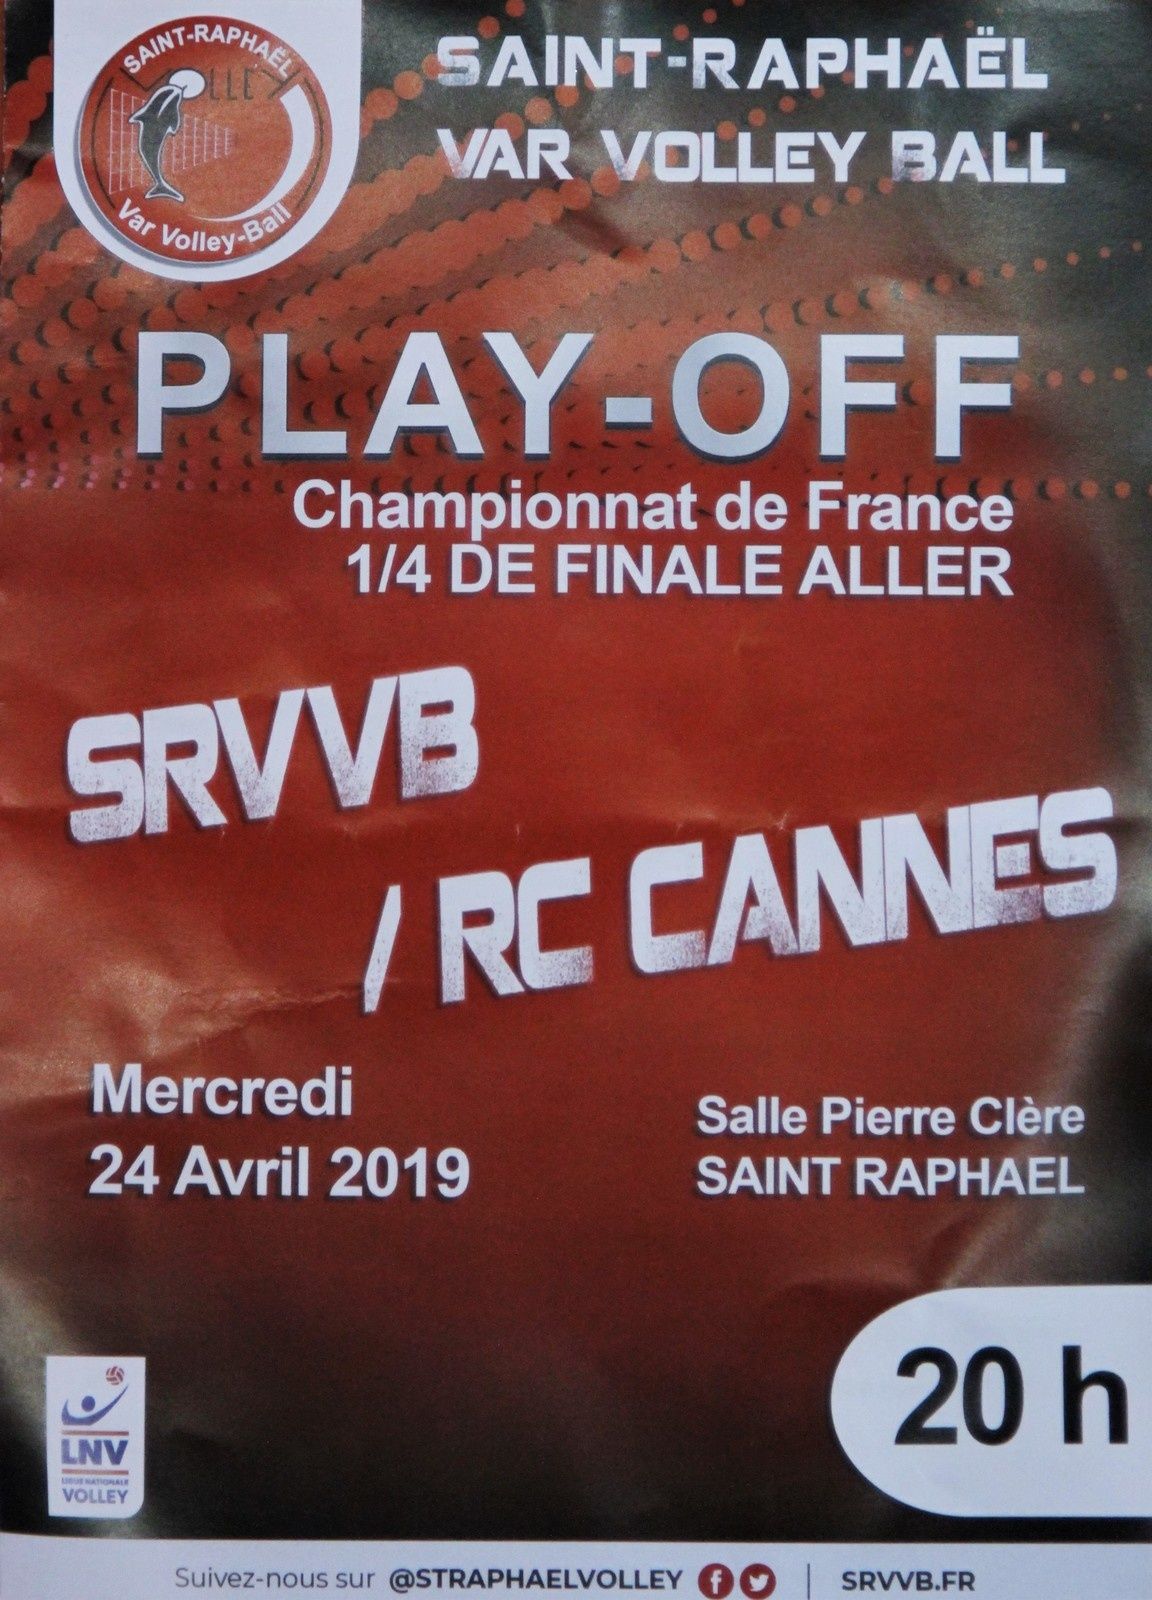 SAINT-RAPHAËL
VOLLEY
Var Volley-Ball
SAINT-RAPHAËL
VAR VOLLEY BALL
PLAY-OFF
Championnat de France
1/4 DE FINALE ALLER
SRVVB
/ RC CANNES
Mercredi
24 Avril 2019
Salle Pierre Clère
SAINT RAPHAEL
20 h
LNV
LIGUE NATIONALE
VOLLEY
Suivez-nous sur @STRAPHAELVOLLEY | SRVVB.FR